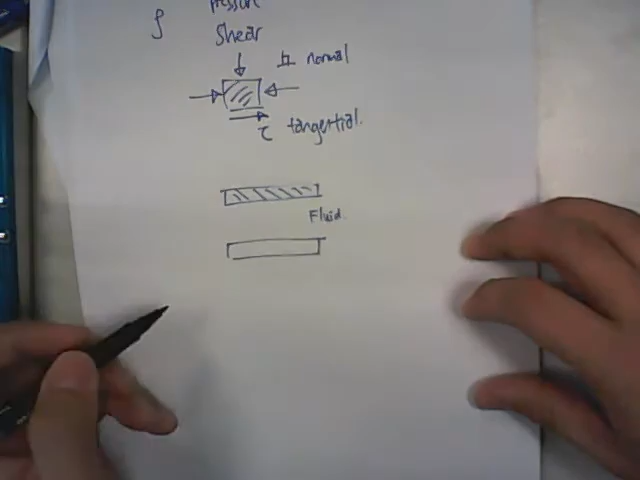 ρ
Shear
⊥ normal
τ tangential.
Fluid